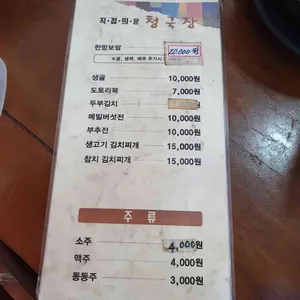 직·접·띄·운 청국장
한방보쌈 20,000원
생굴 10,000원
도토리묵 7,000원
두부김치
메밀버섯전 10,000원
부추전 10,000원
생고기 김치찌개 15,000원
참치 김치찌개 15,000원
주 류
소주 4,000원
맥주 4,000원
동동주 3,000원